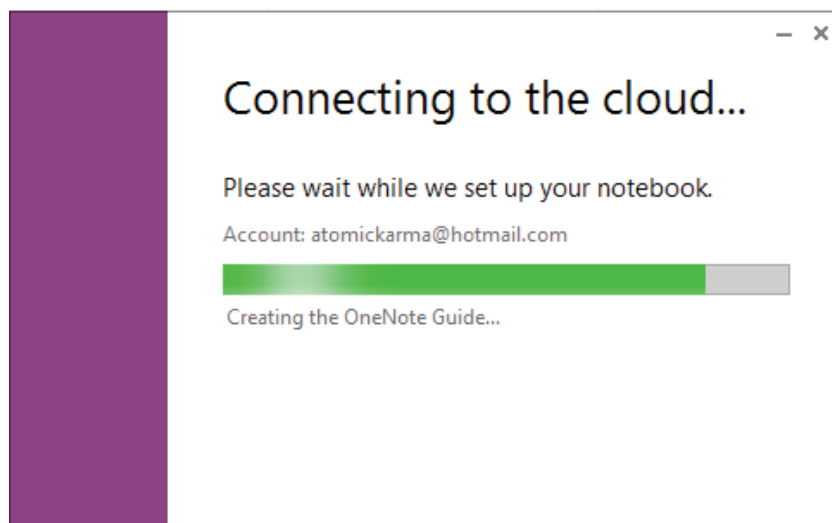 Connecting to the cloud...
Please wait while we set up your notebook.
Account: atomickarma@hotmail.com
Creating the OneNote Guide...